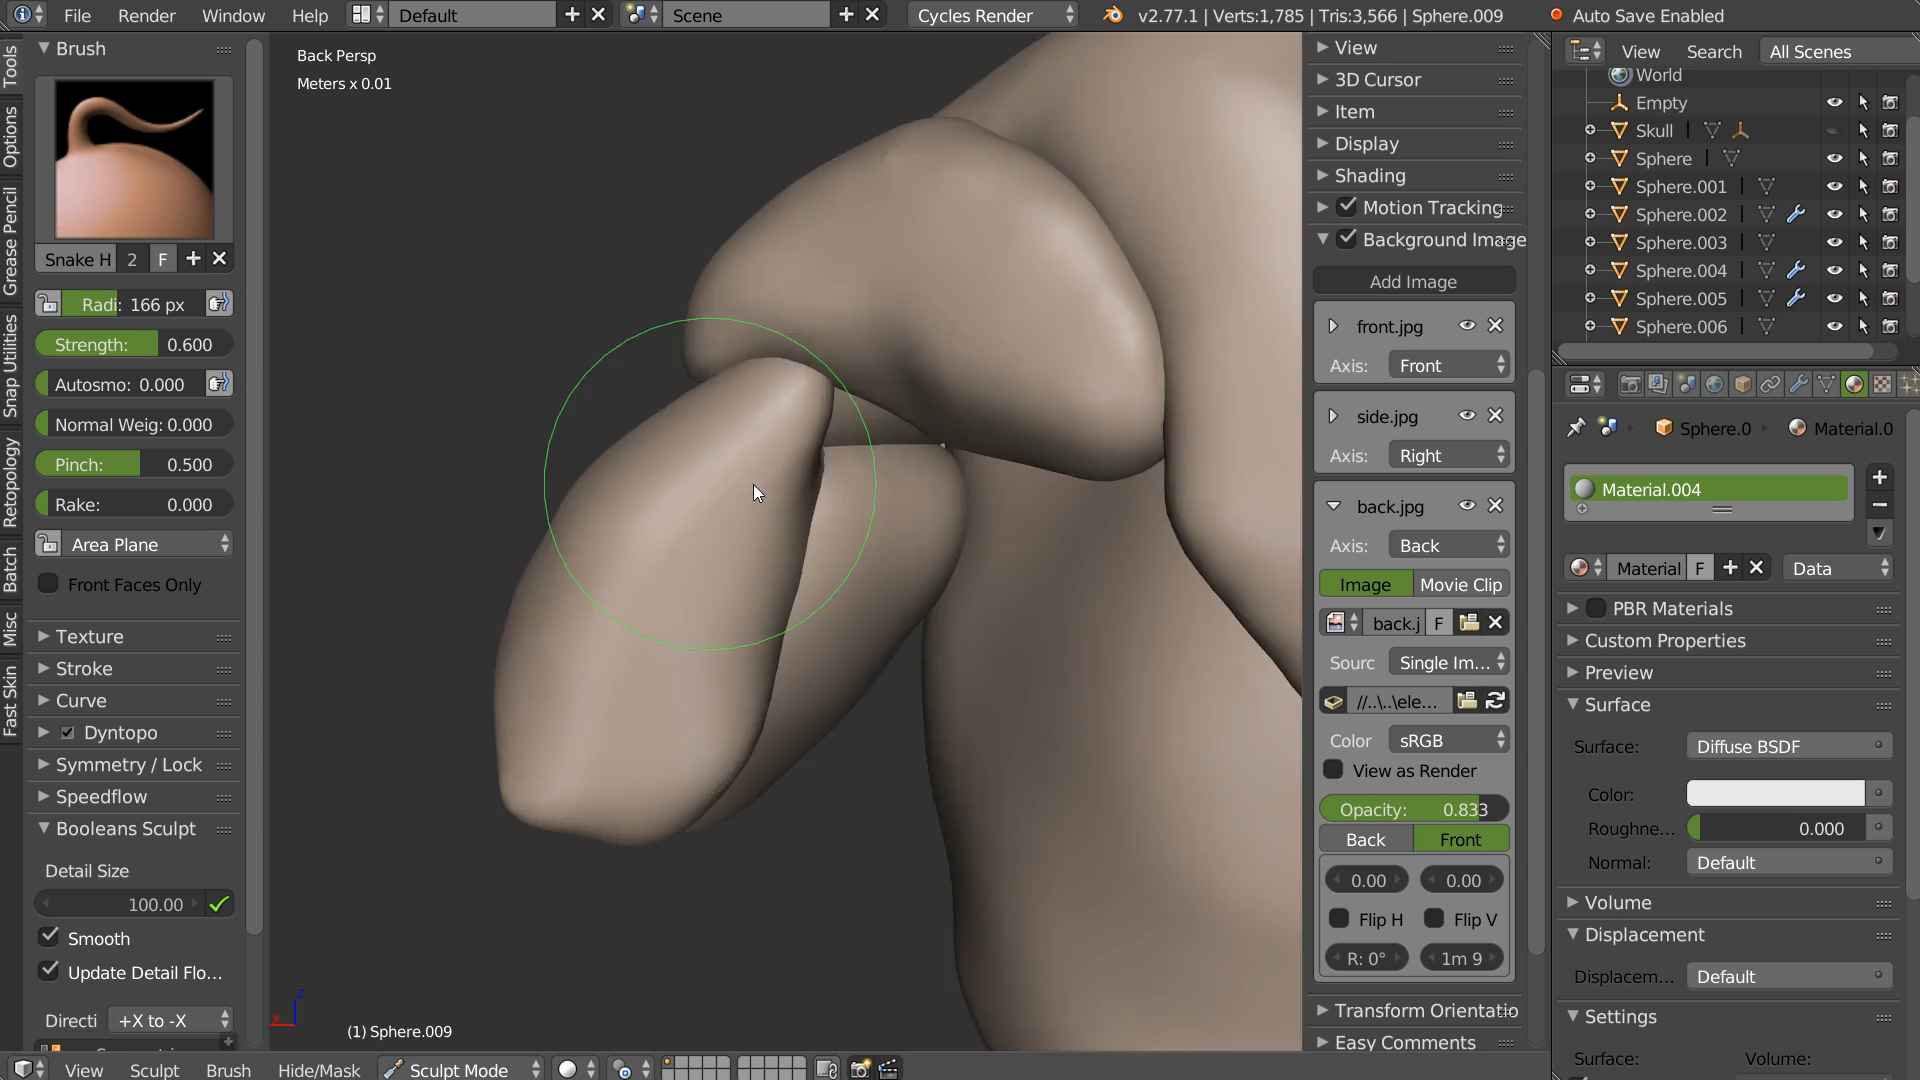 File Render Window Help Default Scene Cycles Render v2.77.1 | Verts:1,785 | Tris:3,566 | Sphere.009 Auto Save Enabled
Tools
Options
Grease Pencil
Snap Utilities
Retopology
Batch
Misc
Fast Skin
Brush
Snake H 2 F
Radi: 166 px
Strength: 0.600
Autosmo: 0.000
Normal Weig: 0.000
Pinch: 0.500
Rake: 0.000
Area Plane
Front Faces Only
Texture
Stroke
Curve
Dyntopo
Symmetry / Lock
Speedflow
Booleans Sculpt
Detail Size
100.00
Smooth
Update Detail Flo...
Directi +X to -X
Back Persp
Meters x 0.01
z
x
(1) Sphere.009
View Sculpt Brush Hide/Mask Sculpt Mode
View
3D Cursor
Item
Display
Shading
Motion Tracking
Background Image
Add Image
front.jpg
Axis: Front
side.jpg
Axis: Right
back.jpg
Axis: Back
Image Movie Clip
back.j F
Sourc Single Im...
//..\..\ele...
Color sRGB
View as Render
Opacity: 0.833
Back Front
0.00 0.00
Flip H Flip V
R: 0° 1m 9
Transform Orientatio
Easy Comments
View Search All Scenes
World
Empty
Skull
Sphere
Sphere.001
Sphere.002
Sphere.003
Sphere.004
Sphere.005
Sphere.006
Sphere.0 Material.0
Material.004
Material F Data
PBR Materials
Custom Properties
Preview
Surface
Surface: Diffuse BSDF
Color:
Roughne... 0.000
Normal: Default
Volume
Displacement
Displacem... Default
Settings
Surface: Volume: